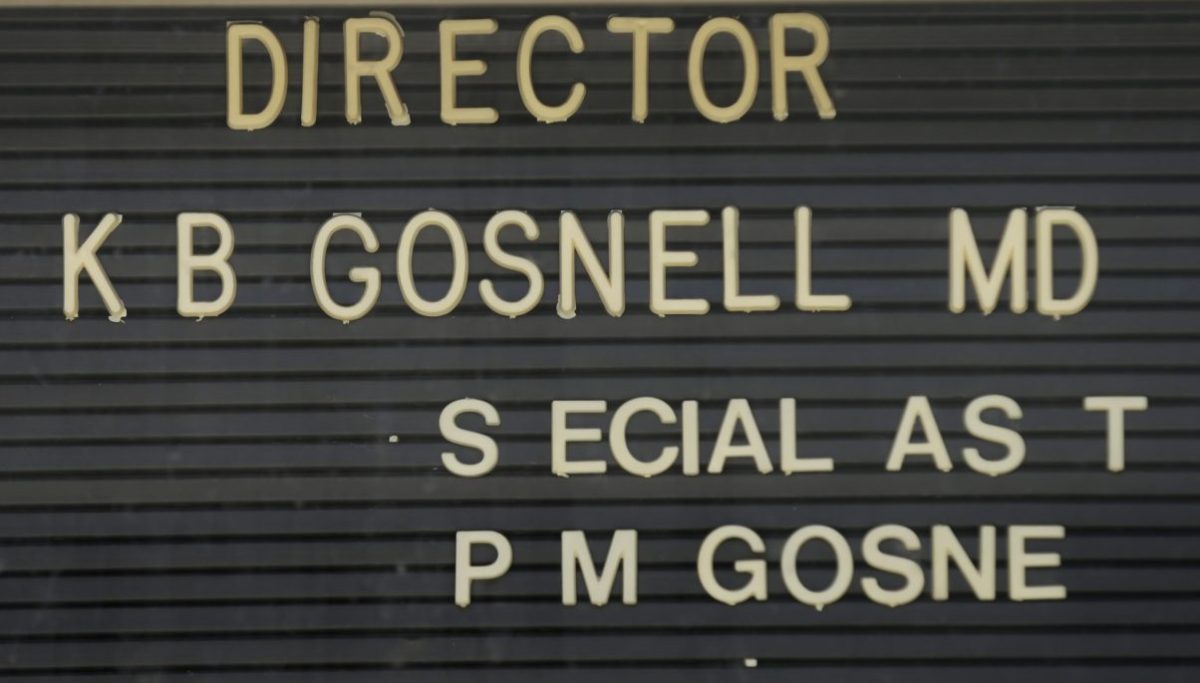 DIRECTOR
K B GOSNELL MD
S ECIAL AS T
P M GOSNE